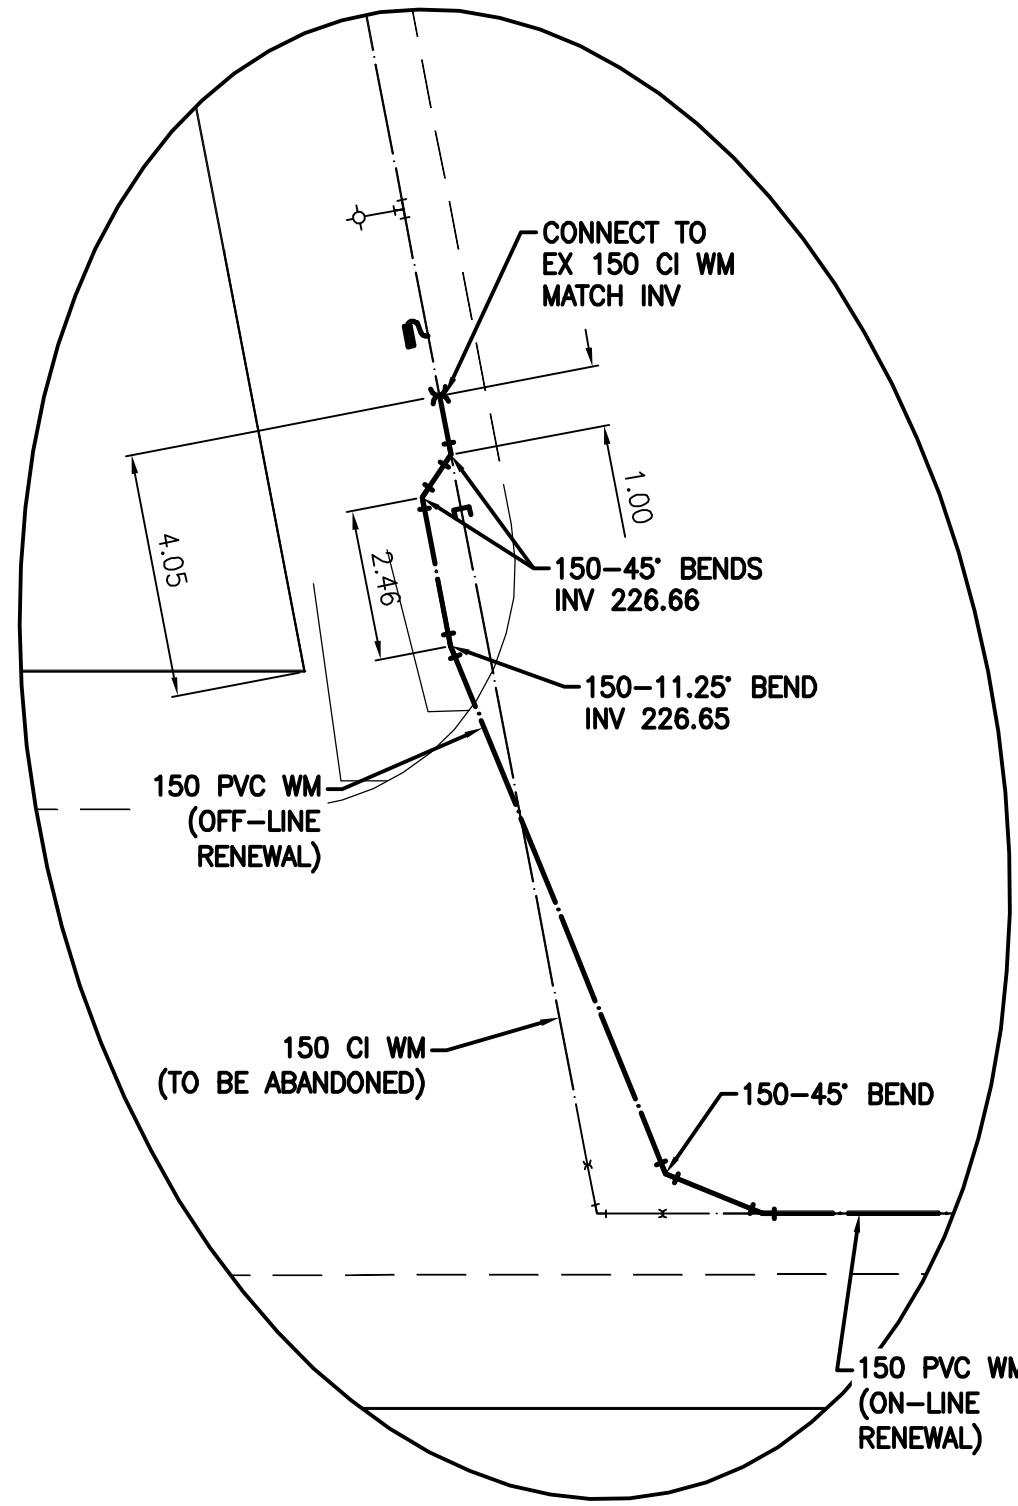 CONNECT TO
EX 150 CI WM
MATCH INV
1.00
4.05
2.46
150-45° BENDS
INV 226.66
150-11.25° BEND
INV 226.65
150 PVC WM
(OFF-LINE
RENEWAL)
150 CI WM
(TO BE ABANDONED)
150-45° BEND
150 PVC WM
(ON-LINE
RENEWAL)